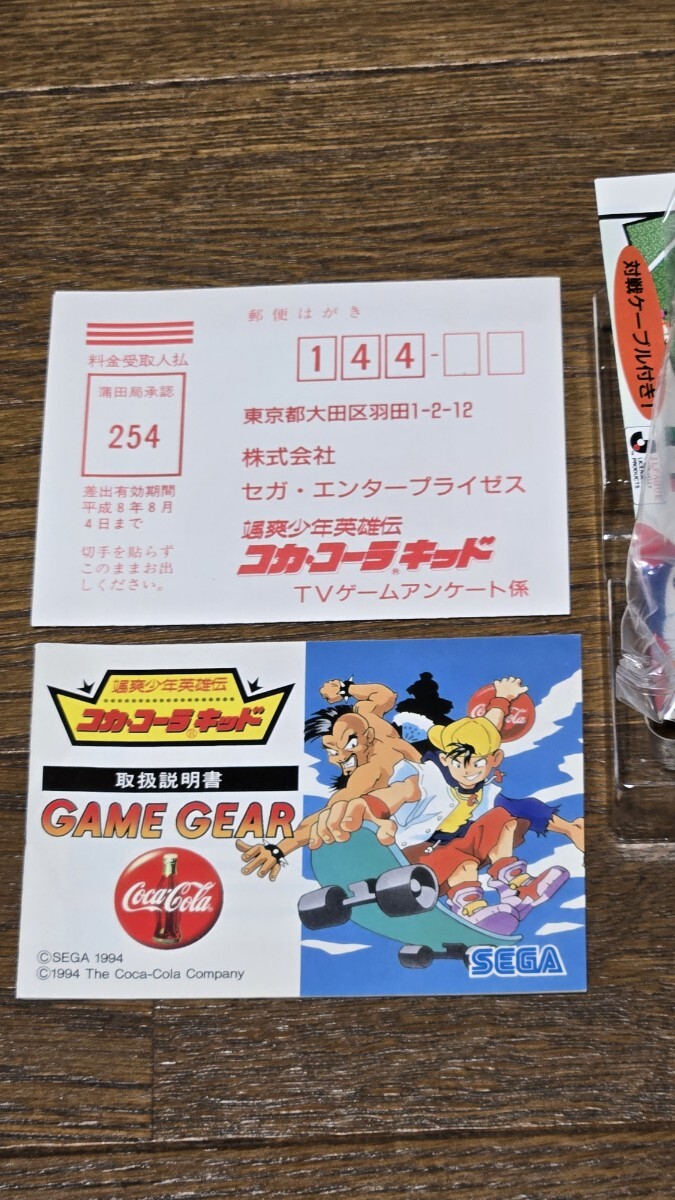 郵便はがき
料金受取人払
144-
蒲田局承認
254
東京都大田区羽田1-2-12
株式会社
セガ・エンタープライゼス
差出有効期間
平成8年8月
4日まで
颯爽少年英雄伝
コカ・コーラキッド®
TVゲームアンケート係
切手を貼らず
このままお出
しください。
対戦ケーブル付き!
颯爽少年英雄伝
コカ・コーラキッド®
取扱説明書
GAME GEAR
Coca-Cola
Coca-Cola
©SEGA 1994
©1994 The Coca-Cola Company
SEGA